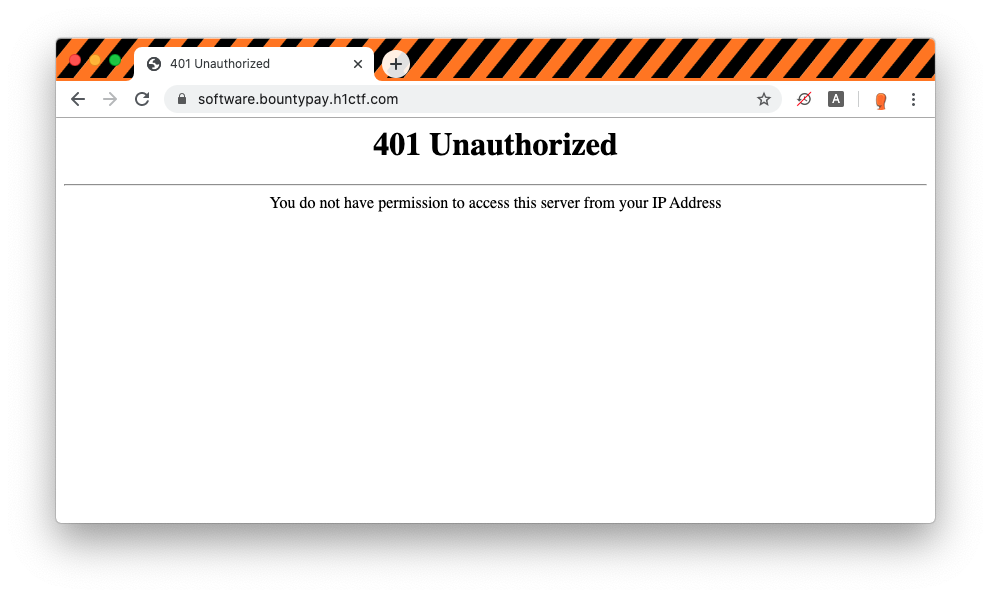 401 Unauthorized
software.bountypay.h1ctf.com
A
401 Unauthorized
You do not have permission to access this server from your IP Address